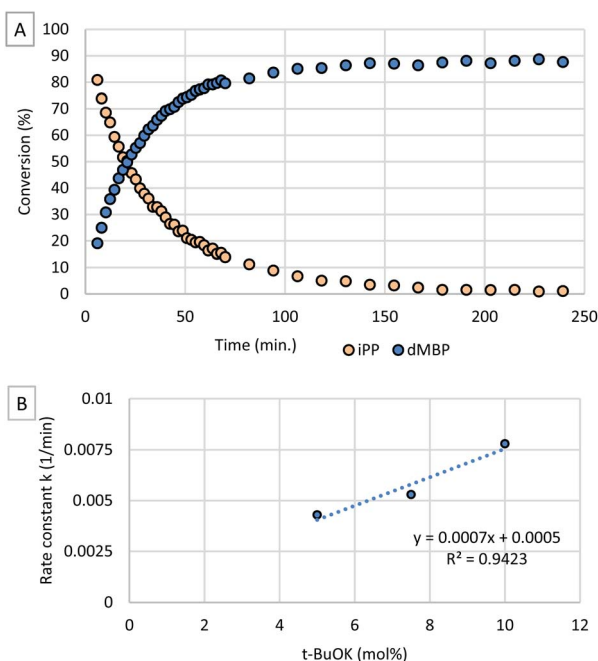 A
Conversion (%)
100
90
80
70
60
50
40
30
20
10
0
0 50 100 150 200 250
Time (min.)
iPP dMBP
B
Rate constant k (1/min)
0.01
0.0075
0.005
0.0025
0
y = 0.0007x + 0.0005
R² = 0.9423
0 2 4 6 8 10 12
t-BuOK (mol%)